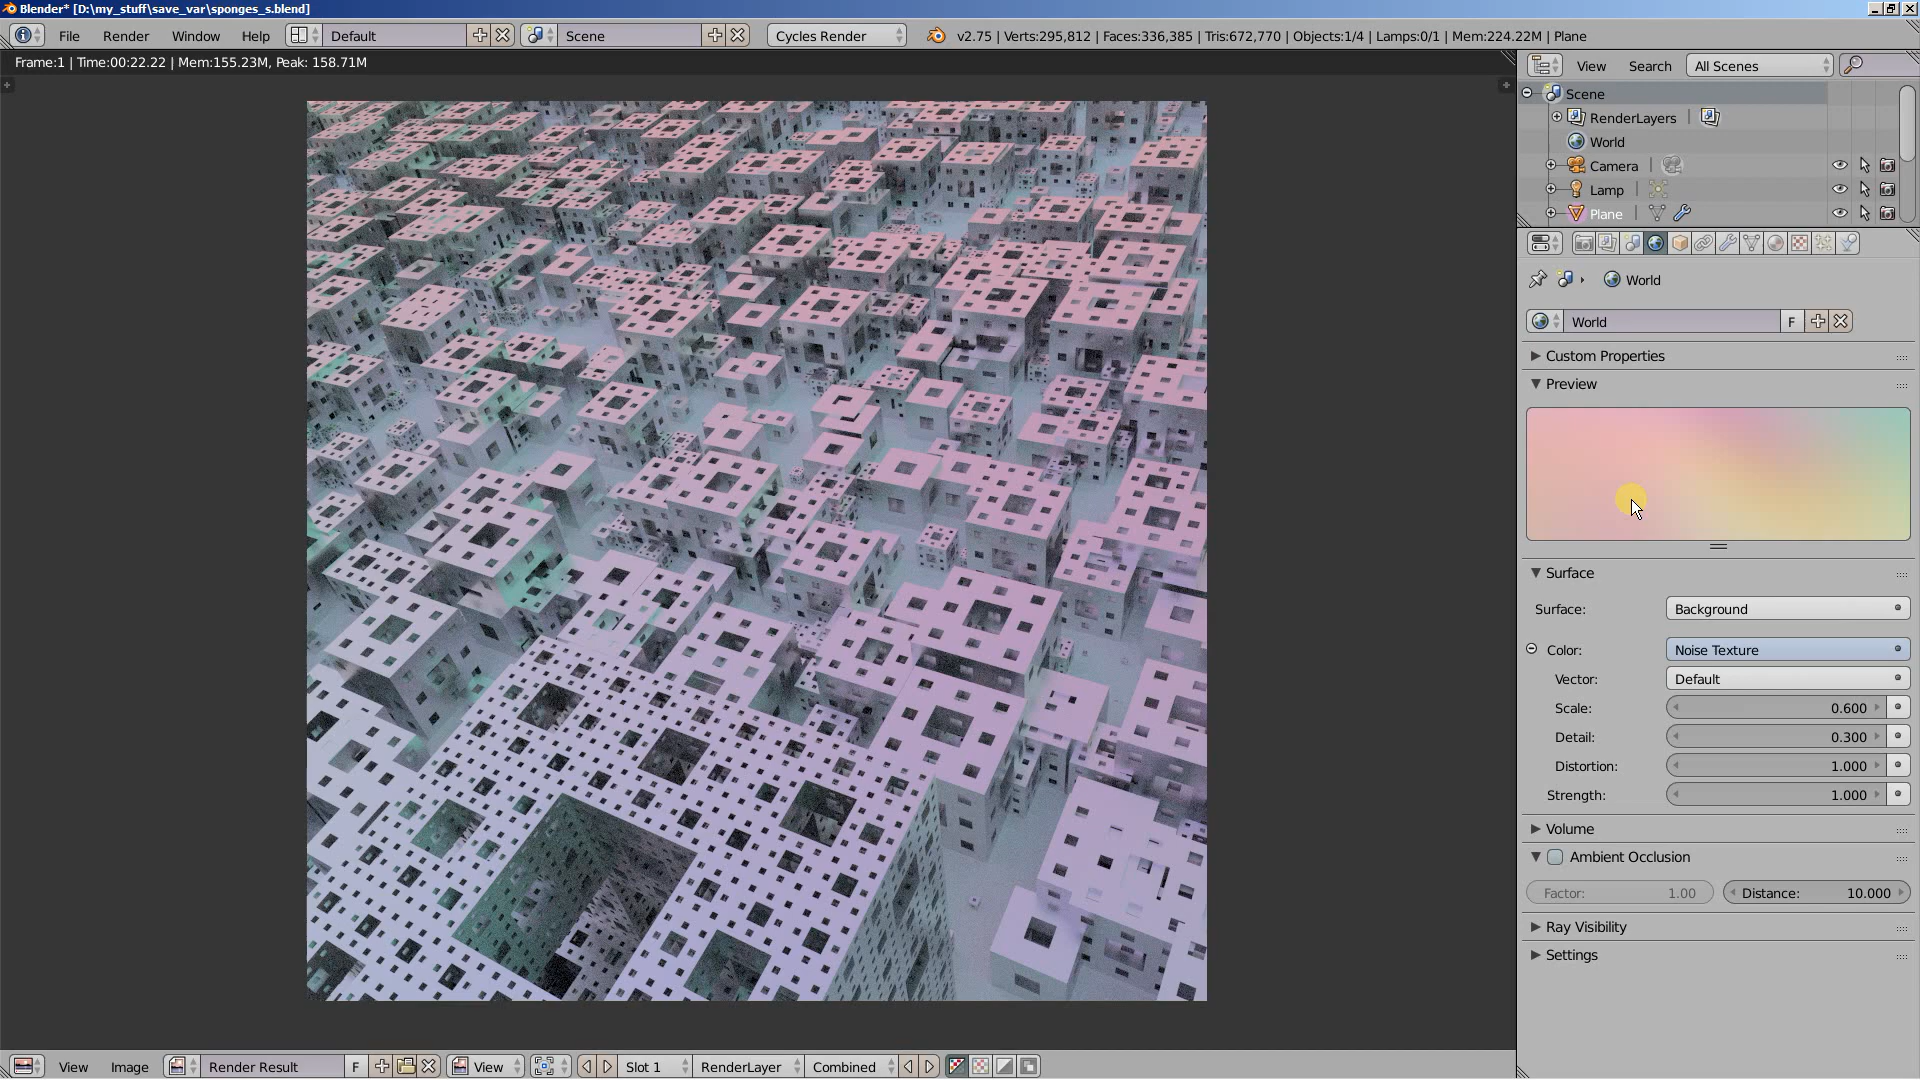 Blender* [D:\my_stuff\save_var\sponges_s.blend]
File Render Window Help Default Scene Cycles Render v2.75 | Verts:295,812 | Faces:336,385 | Tris:672,770 | Objects:1/4 | Lamps:0/1 | Mem:224.22M | Plane
Frame:1 | Time:00:22.22 | Mem:155.23M, Peak: 158.71M
View Search All Scenes
Scene
RenderLayers
World
Camera
Lamp
Plane
World
World F
Custom Properties
Preview
Surface
Surface: Background
Color: Noise Texture
Vector: Default
Scale: 0.600
Detail: 0.300
Distortion: 1.000
Strength: 1.000
Volume
Ambient Occlusion
Factor: 1.00 Distance: 10.000
Ray Visibility
Settings
View Image Render Result F View Slot 1 RenderLayer Combined